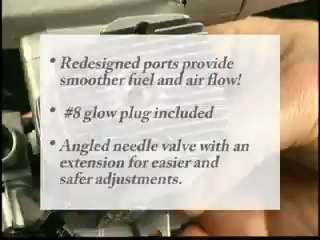 • Redesigned ports provide
smoother fuel and air flow!
• #8 glow plug included
• Angled needle valve with an
extension for easier and
safer adjustments.